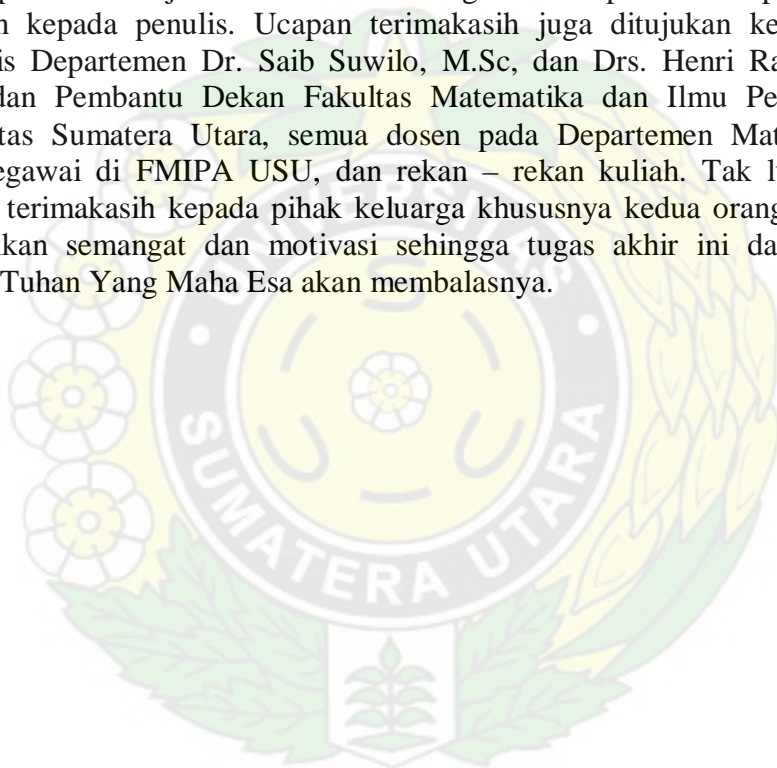 n kepada penulis. Ucapan terimakasih juga ditujukan ke
is Departemen Dr. Saib Suwilo, M.Sc, dan Drs. Henri Ra
dan Pembantu Dekan Fakultas Matematika dan Ilmu Pe
tas Sumatera Utara, semua dosen pada Departemen Mat
egawai di FMIPA USU, dan rekan – rekan kuliah. Tak l
terimakasih kepada pihak keluarga khususnya kedua orang
kan semangat dan motivasi sehingga tugas akhir ini da
Tuhan Yang Maha Esa akan membalasnya.
UNIVERSITAS
SUMATERA UTARA